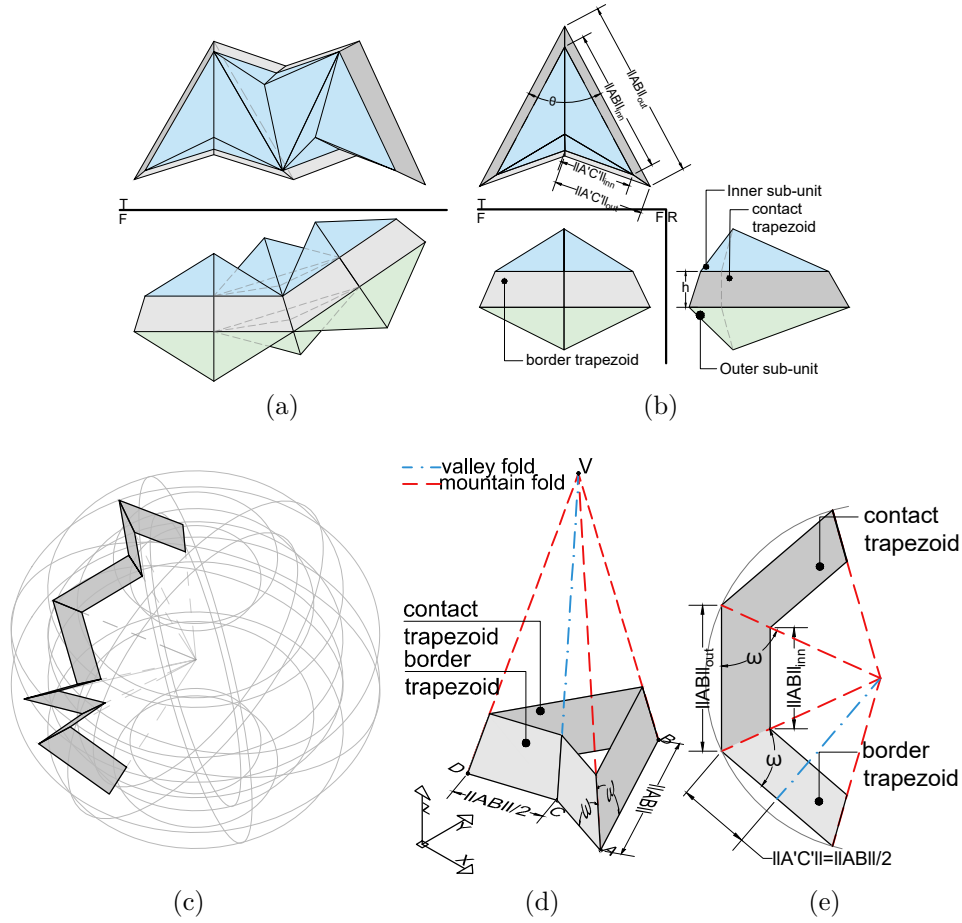 T
F
(a)
θ
||AB||inn
||AB||out
||A'C'||inn
||A'C'||out
T
F
F R
Inner sub-unit
contact
trapezoid
h
border trapezoid
Outer sub-unit
(b)
(c)
valley fold
mountain fold
V
contact
trapezoid
border
trapezoid
D
||AB||/2
C
ω
ω
A
B
||AB||
Z
Y
X
(d)
contact
trapezoid
||AB||out
ω
||AB||inn
ω
border
trapezoid
||A'C'||=||AB||/2
(e)